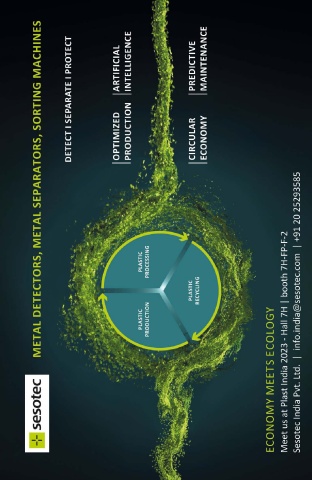 sesotec
METAL DETECTORS, METAL SEPARATORS, SORTING MACHINES
DETECT I SEPARATE I PROTECT
OPTIMIZED
PRODUCTION
ARTIFICIAL
INTELLIGENCE
CIRCULAR
ECONOMY
PREDICTIVE
MAINTENANCE
PLASTIC
PRODUCTION
PLASTIC
PROCESSING
PLASTIC
RECYCLING
ECONOMY MEETS ECOLOGY
Meet us at Plast India 2023 - Hall 7H | booth 7H-FP-F-2
Sesotec India Pvt. Ltd. | info.india@sesotec.com | +91 20 25293585